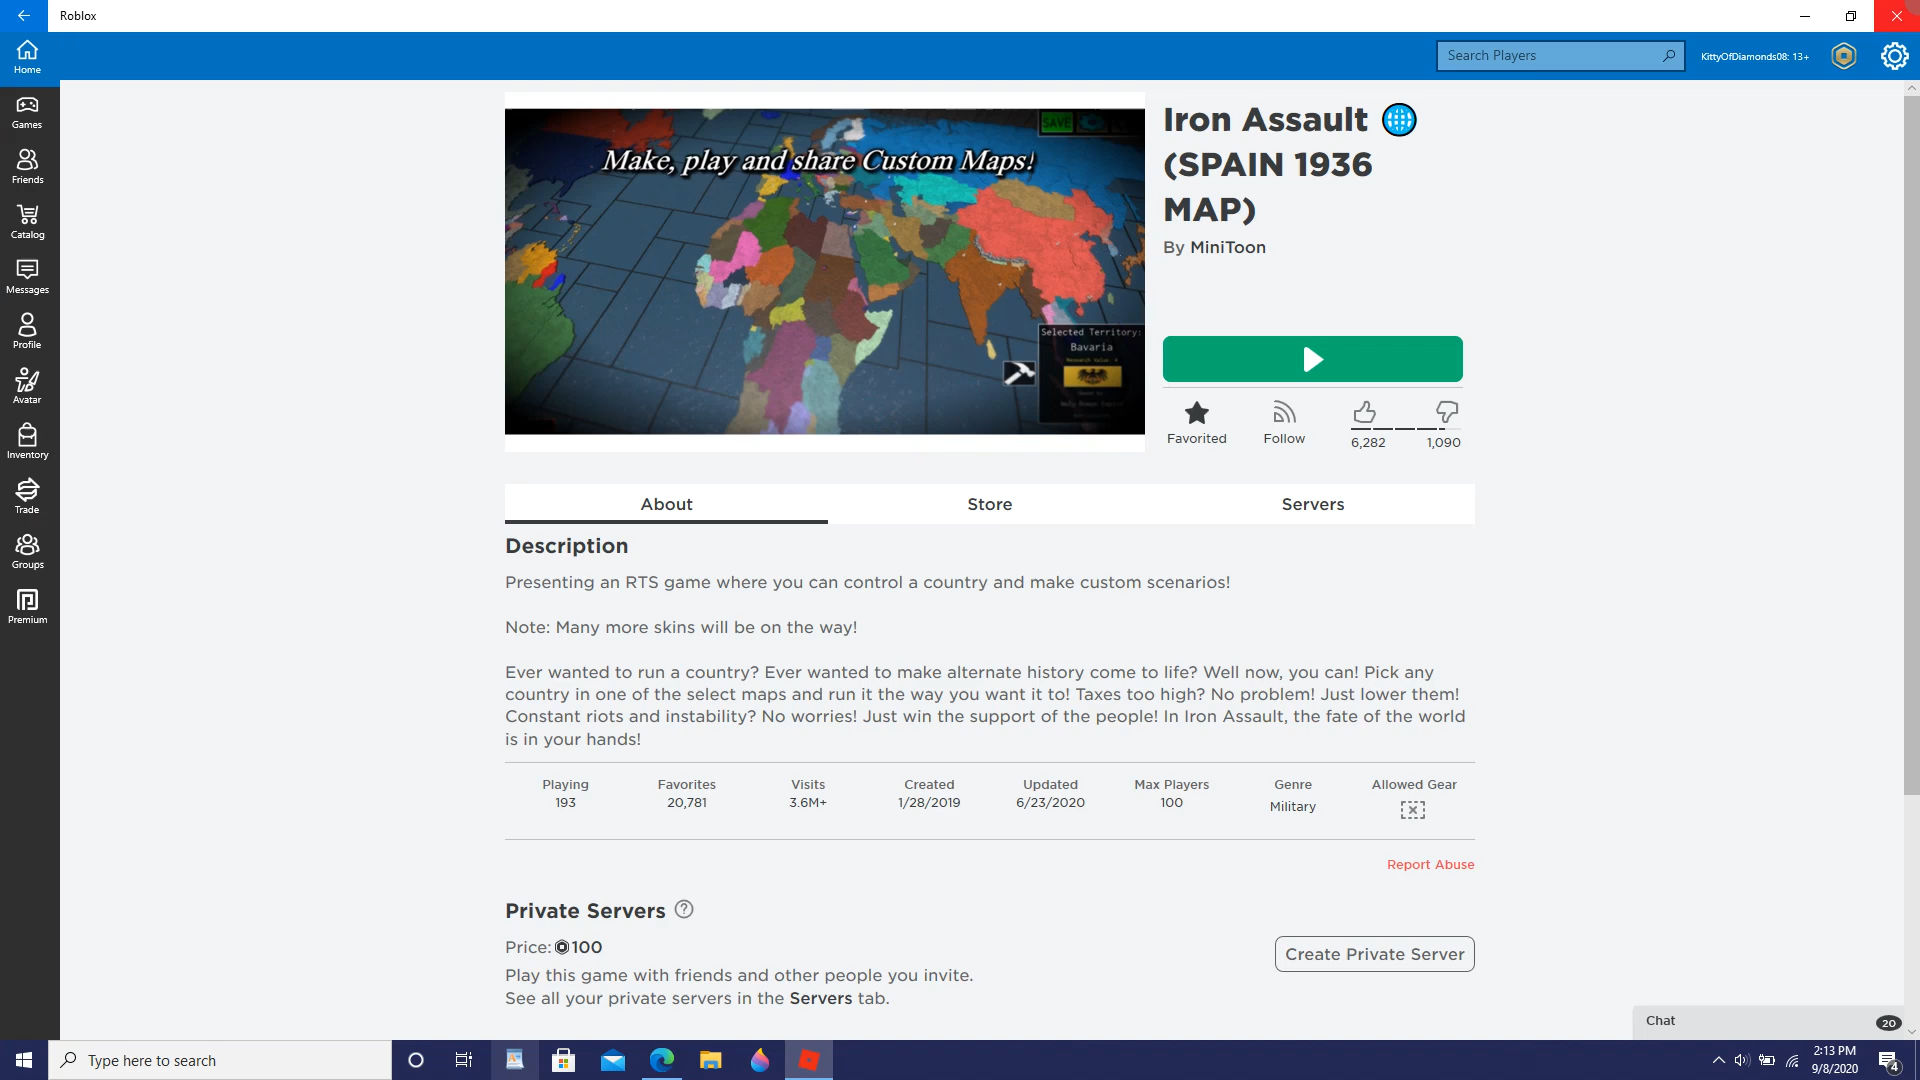 Roblox
Search Players
KittyOfDiamonds08: 13+
Home
Games
Friends
Catalog
Messages
Profile
Avatar
Inventory
Trade
Groups
Premium
SAVE
Make, play and share Custom Maps!
Selected Territory:
Bavaria
Iron Assault
(SPAIN 1936
MAP)
By MiniToon
Favorited
Follow
6,282
1,090
About
Store
Servers
Description
Presenting an RTS game where you can control a country and make custom scenarios!
Note: Many more skins will be on the way!
Ever wanted to run a country? Ever wanted to make alternate history come to life? Well now, you can! Pick any
country in one of the select maps and run it the way you want it to! Taxes too high? No problem! Just lower them!
Constant riots and instability? No worries! Just win the support of the people! In Iron Assault, the fate of the world
is in your hands!
Playing
193
Favorites
20,781
Visits
3.6M+
Created
1/28/2019
Updated
6/23/2020
Max Players
100
Genre
Military
Allowed Gear
Report Abuse
Private Servers
Price: 100
Play this game with friends and other people you invite.
See all your private servers in the Servers tab.
Create Private Server
Chat
20
Type here to search
2:13 PM
9/8/2020
4